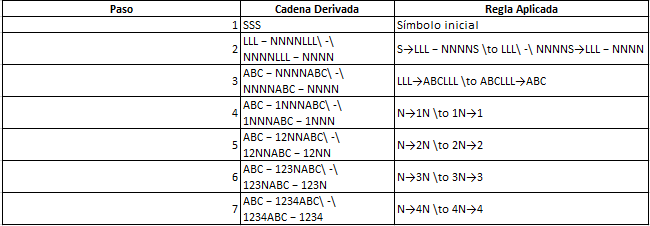 Paso Cadena Derivada Regla Aplicada
1 SSS Símbolo inicial
LLL – NNNNLLL\ -\
NNNNLLL – NNNN
2 S→LLL – NNNNS \to LLL\ -\ NNNNS→LLL – NNNN
ABC – NNNNABC\ -\
NNNNABC – NNNN
3 LLL→ABCLLL \to ABCLLL→ABC
ABC – 1NNNABC\ -\
1NNNABC – 1NNN
4 N→1N \to 1N→1
ABC – 12NNABC\ -\
12NNABC – 12NN
5 N→2N \to 2N→2
ABC – 123NABC\ -\
123NABC – 123N
6 N→3N \to 3N→3
ABC – 1234ABC\ -\
1234ABC – 1234
7 N→4N \to 4N→4